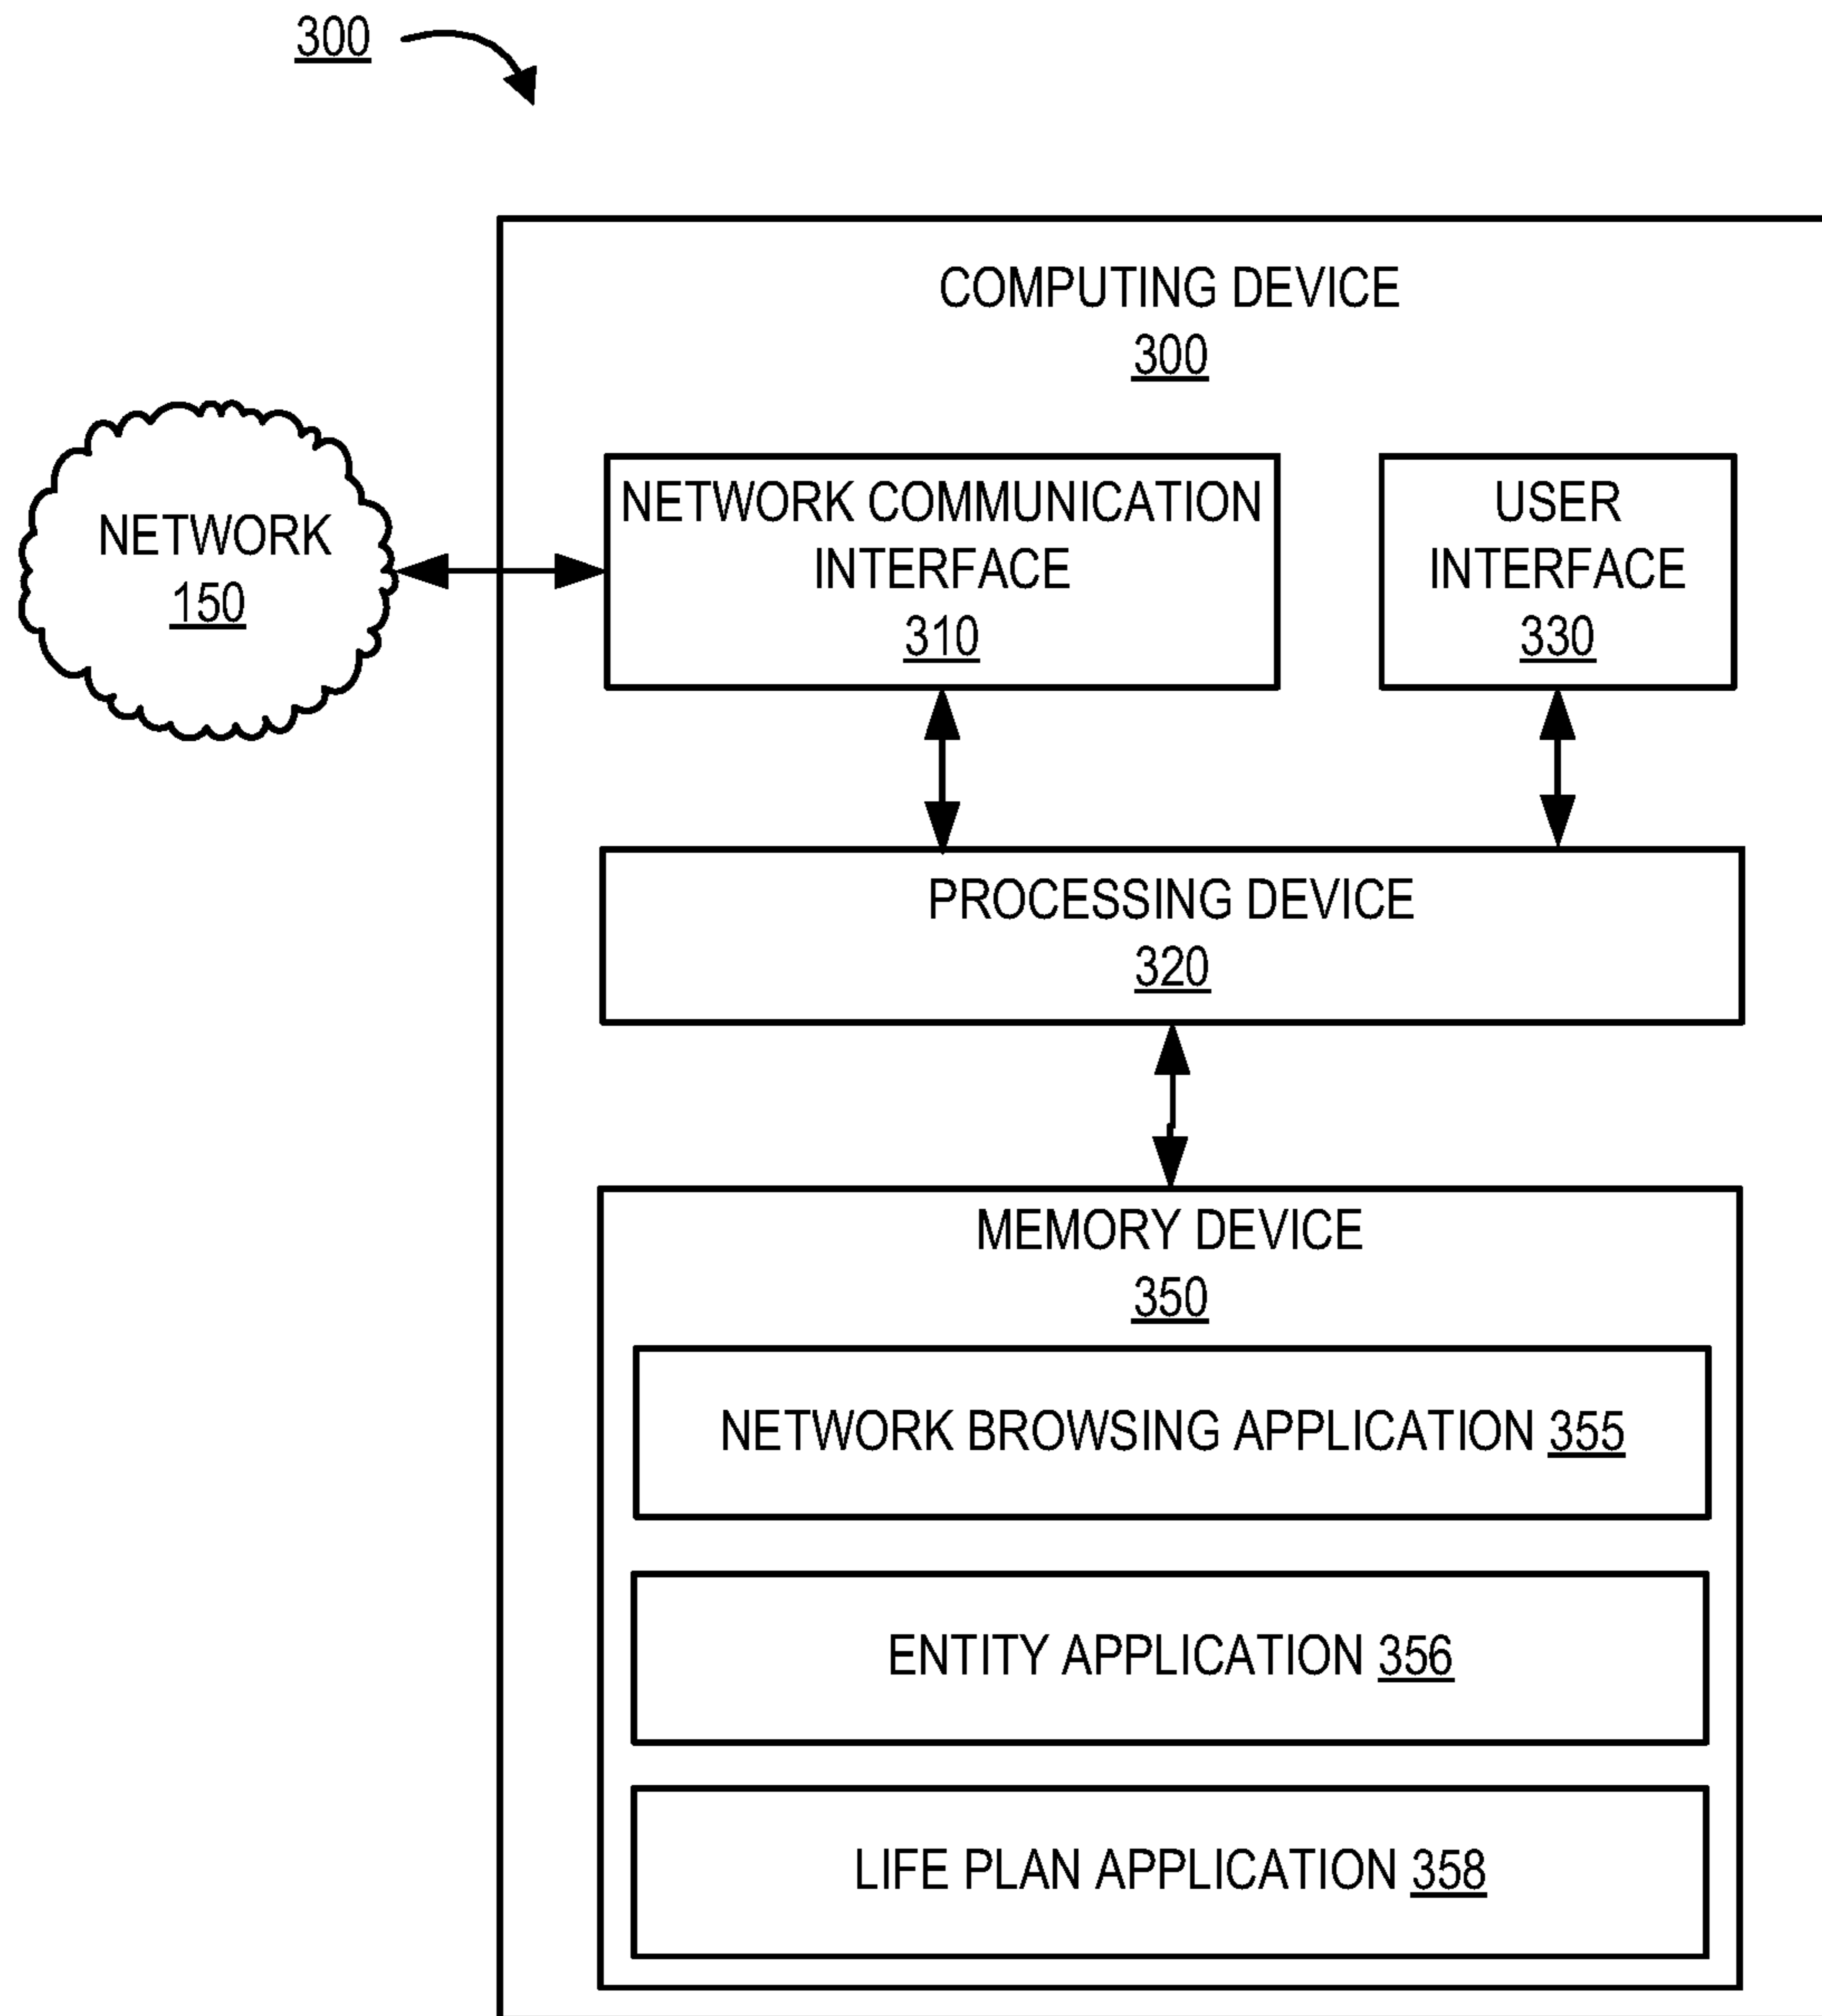 300
COMPUTING DEVICE
300
NETWORK
150
NETWORK COMMUNICATION
INTERFACE
310
USER
INTERFACE
330
PROCESSING DEVICE
320
MEMORY DEVICE
350
NETWORK BROWSING APPLICATION 355
ENTITY APPLICATION 356
LIFE PLAN APPLICATION 358